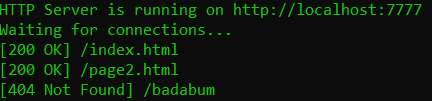 HTTP Server is running on http://localhost:7777
Waiting for connections...
[200 OK] /index.html
[200 OK] /page2.html
[404 Not Found] /badabum